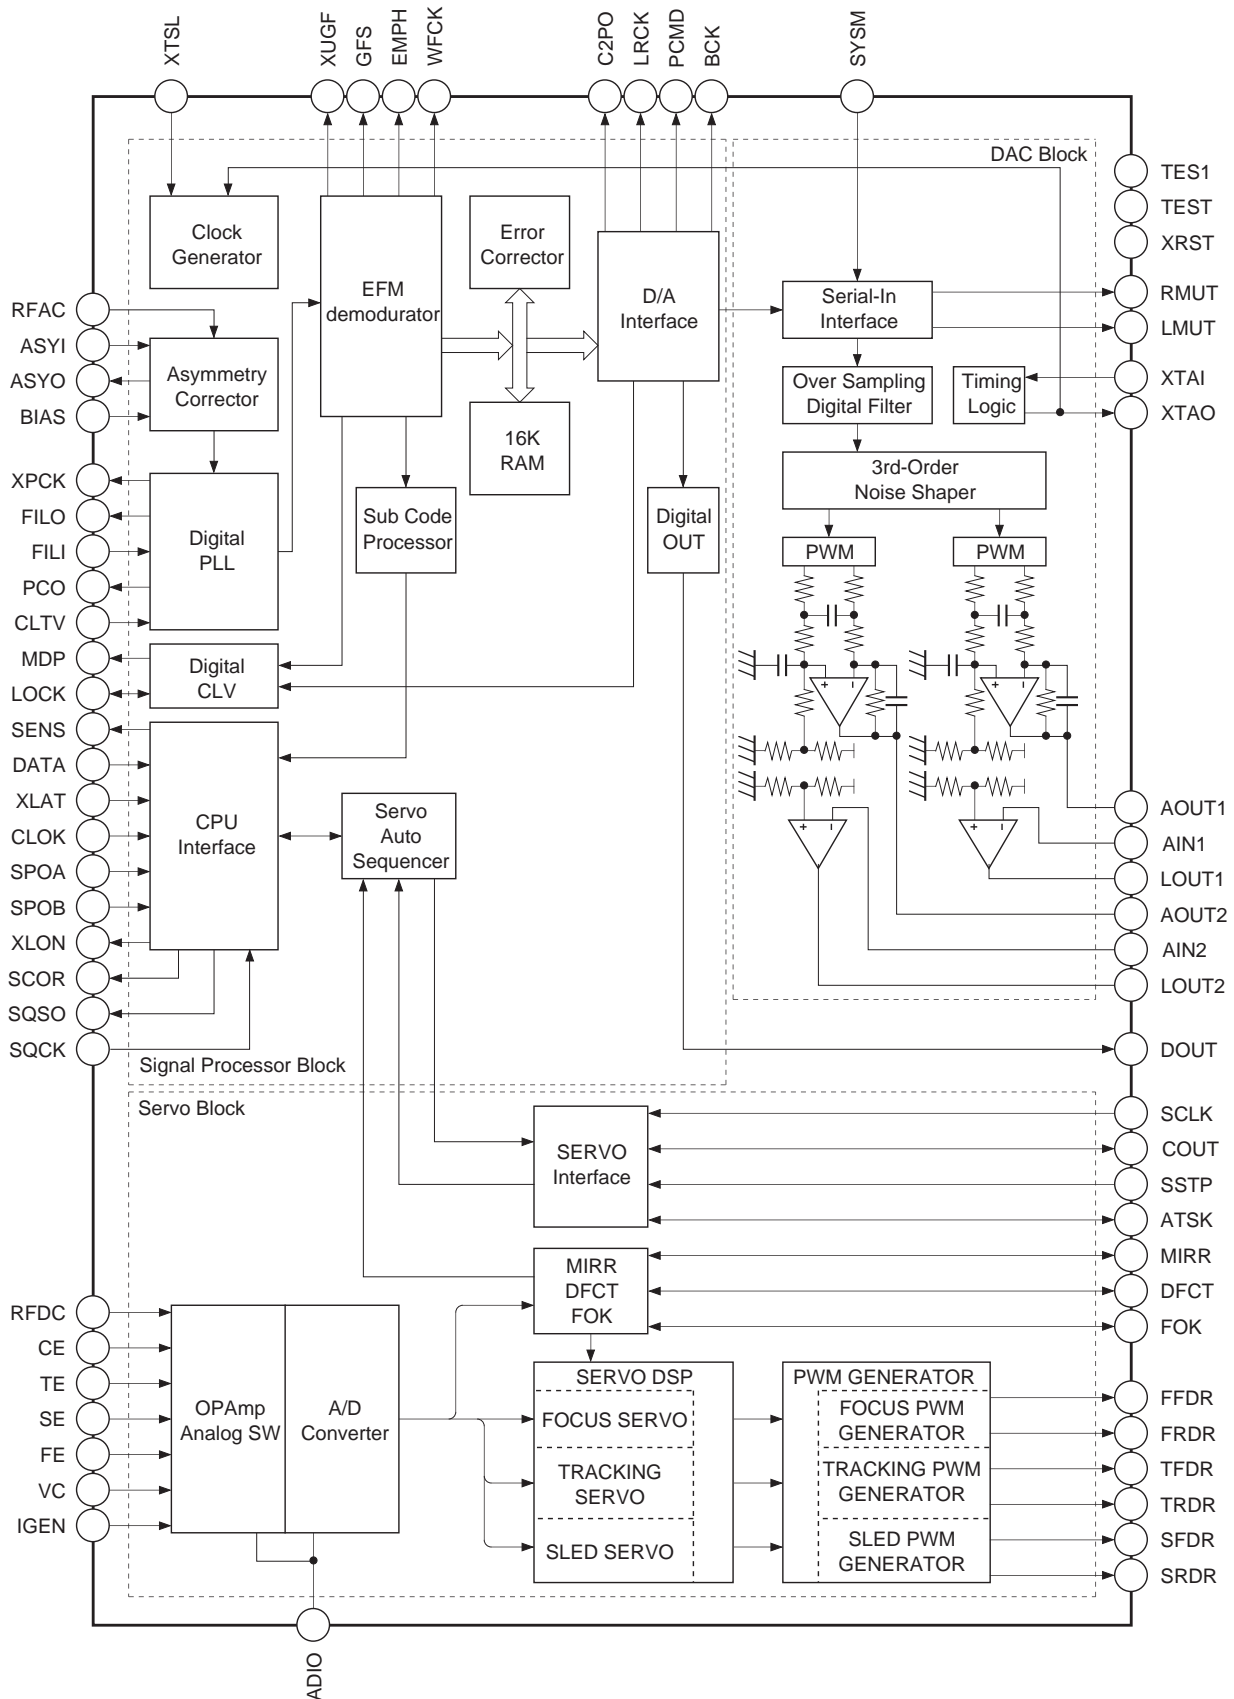 XTSL
XUGF
GFS
EMPH
WFCK
C2PO
LRCK
PCMD
BCK
SYSM
DAC Block
Clock
Generator
EFM
demodurator
Error
Corrector
D/A
Interface
Serial-In
Interface
Asymmetry
Corrector
Over Sampling
Digital Filter
Timing
Logic
16K
RAM
3rd-Order
Noise Shaper
Digital
PLL
Sub Code
Processor
Digital
OUT
PWM
PWM
Digital
CLV
+
–
+
–
CPU
Interface
Servo
Auto
Sequencer
+
–
+
–
Signal Processor Block
Servo Block
SERVO
Interface
MIRR
DFCT
FOK
OPAmp
Analog SW
A/D
Converter
SERVO DSP
FOCUS SERVO
TRACKING
SERVO
SLED SERVO
PWM GENERATOR
FOCUS PWM
GENERATOR
TRACKING PWM
GENERATOR
SLED PWM
GENERATOR
RFAC
ASYI
ASYO
BIAS
XPCK
FILO
FILI
PCO
CLTV
MDP
LOCK
SENS
DATA
XLAT
CLOK
SPOA
SPOB
XLON
SCOR
SQSO
SQCK
RFDC
CE
TE
SE
FE
VC
IGEN
TES1
TEST
XRST
RMUT
LMUT
XTAI
XTAO
AOUT1
AIN1
LOUT1
AOUT2
AIN2
LOUT2
DOUT
SCLK
COUT
SSTP
ATSK
MIRR
DFCT
FOK
FFDR
FRDR
TFDR
TRDR
SFDR
SRDR
ADIO